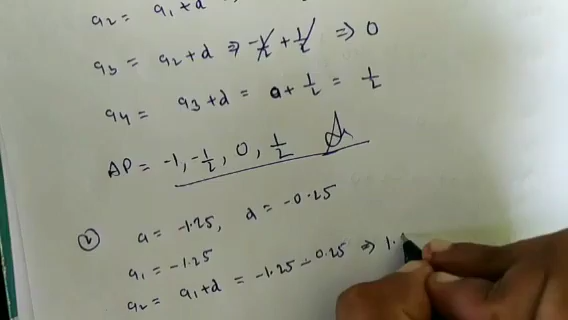 a₂ = a₁+d
a₃ = a₂+d ⇒ -1/2 + 1/2 ⇒ 0
a₄ = a₃+d = 0+ 1/2 = 1/2
AP = -1, -1/2, 0, 1/2
(v) a = -1.25, d = -0.25
a₁ = -1.25
a₂ = a₁+d = -1.25 - 0.25 ⇒ 1.